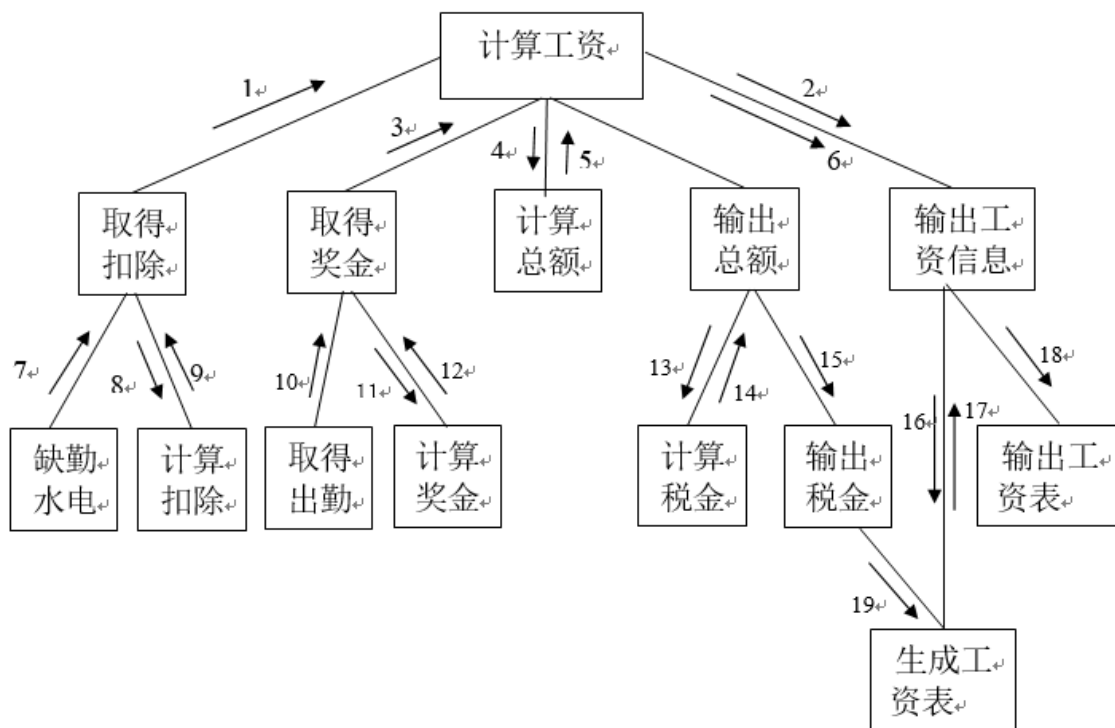 计算工资
1
2
3
4
5
6
取得
扣除
取得
奖金
计算
总额
输出
总额
输出工
资信息
7
8
9
10
11
12
13
14
15
16
17
18
缺勤
水电
计算
扣除
取得
出勤
计算
奖金
计算
税金
输出
税金
输出工
资表
19
生成工
资表